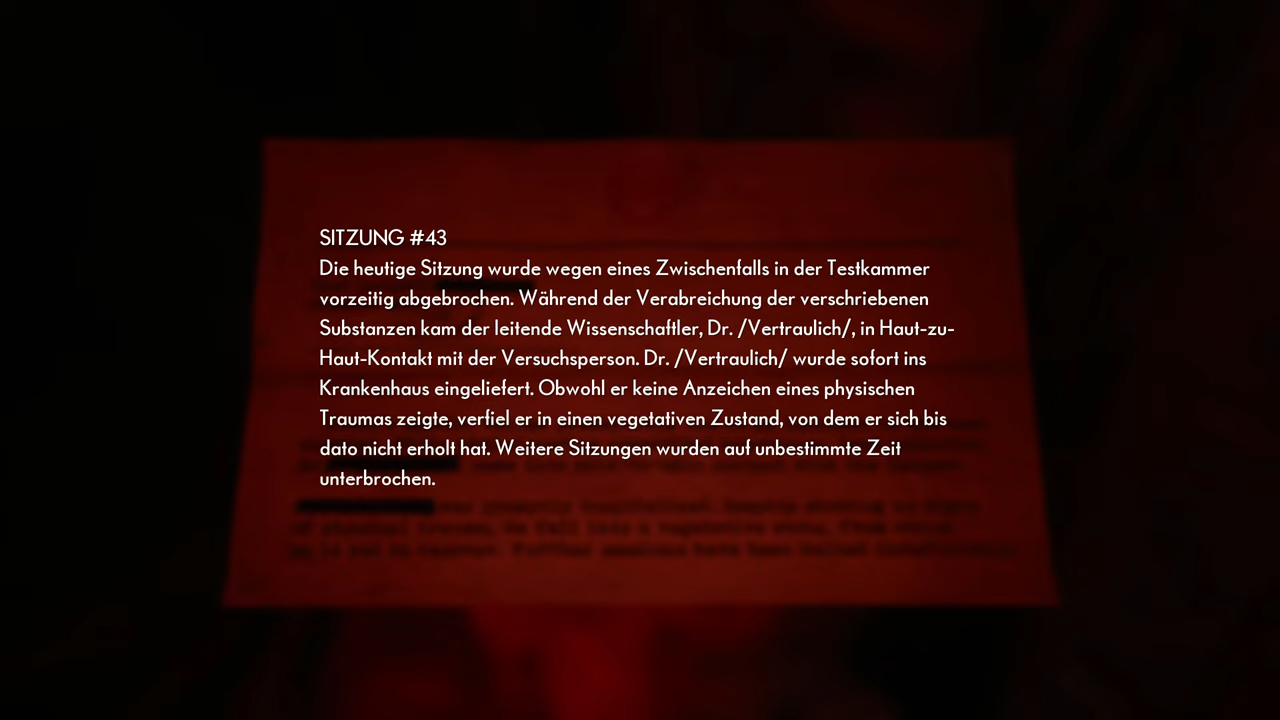 SITZUNG #43
Die heutige Sitzung wurde wegen eines Zwischenfalls in der Testkammer
vorzeitig abgebrochen. Während der Verabreichung der verschriebenen
Substanzen kam der leitende Wissenschaftler, Dr. /Vertraulich/, in Haut-zu-
Haut-Kontakt mit der Versuchsperson. Dr. /Vertraulich/ wurde sofort ins
Krankenhaus eingeliefert. Obwohl er keine Anzeichen eines physischen
Traumas zeigte, verfiel er in einen vegetativen Zustand, von dem er sich bis
dato nicht erholt hat. Weitere Sitzungen wurden auf unbestimmte Zeit
unterbrochen.